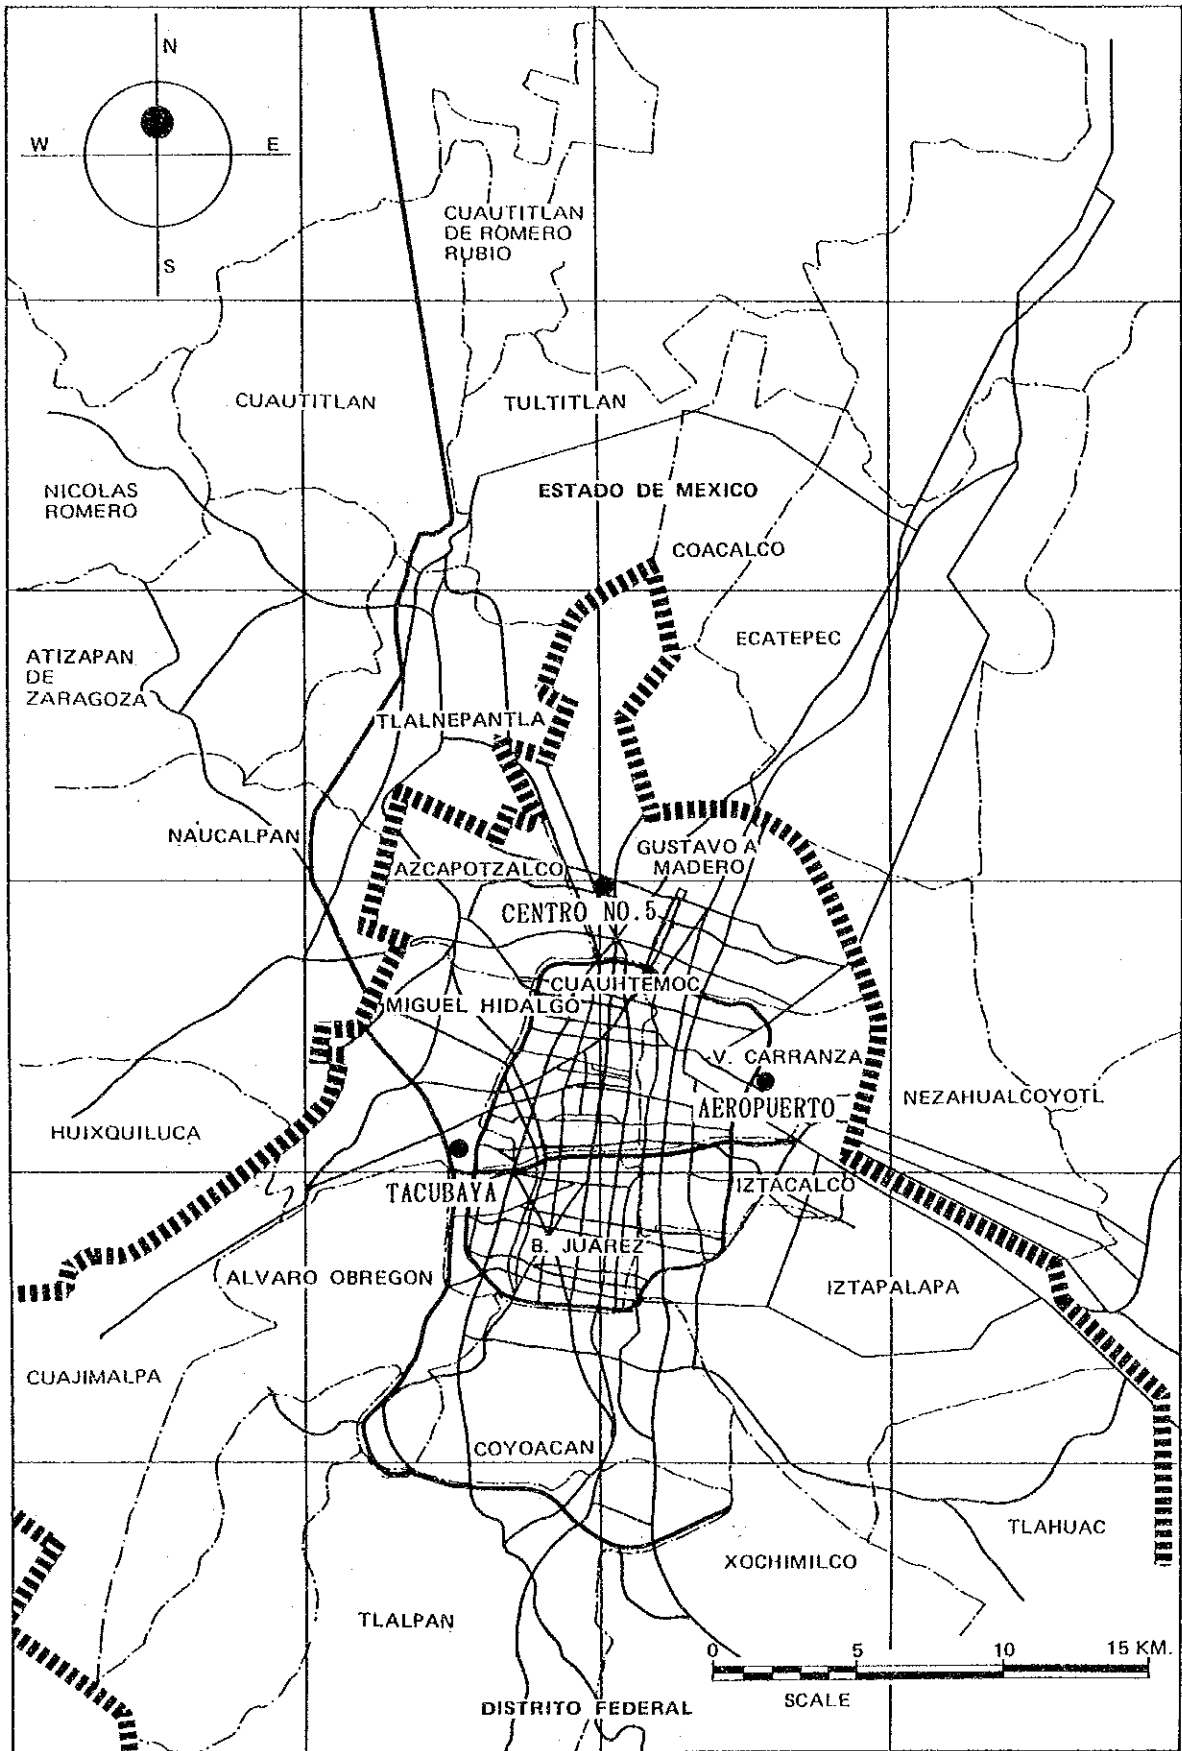 N
W
E
S
CUAUTITLAN
DE ROMERO
RUBIO
CUAUTITLAN
TULTITLAN
NICOLAS
ROMERO
ESTADO DE MEXICO
COACALCO
ECATEPEC
ATIZAPAN
DE
ZARAGOZA
TLALNEPANTLA
NAUCALPAN
GUSTAVO A
MADERO
AZCAPOTZALCO
CENTRO NO.5
CUAUHTEMOC
MIGUEL HIDALGO
V. CARRANZA
AEROPUERTO
NEZAHUALCOYOTL
HUIXQUILUCA
TACUBAYA
IZTACALCO
B. JUAREZ
ALVARO OBREGON
IZTAPALAPA
CUAJIMALPA
COYOACAN
TLAHUAC
XOCHIMILCO
TLALPAN
0 5 10 15 KM.
SCALE
DISTRITO FEDERAL